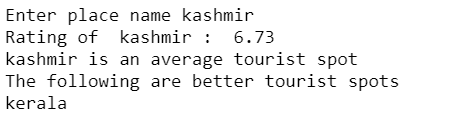 Enter place name kashmir
Rating of  kashmir :  6.73
kashmir is an average tourist spot
The following are better tourist spots
kerala